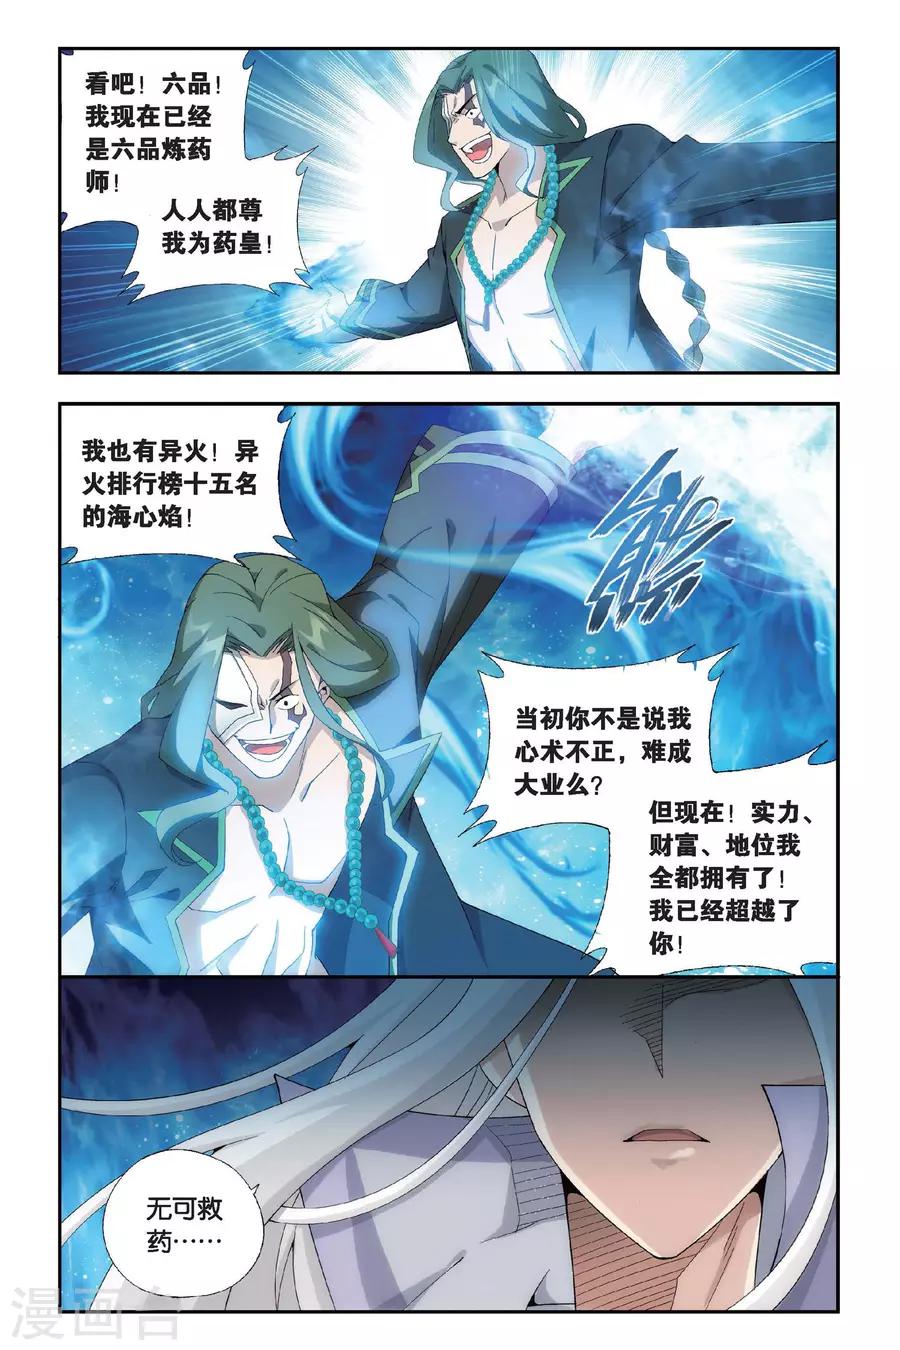 看吧！六品！
我现在已经
是六品炼药
师！
人人都尊
我为药皇！
我也有异火！异
火排行榜十五名
的海心焰！
熊
当初你不是说我
心术不正，难成
大业么？
但现在！实力、
财富、地位我
全都拥有了！
我已经超越了
你！
无可救
药……
漫画台